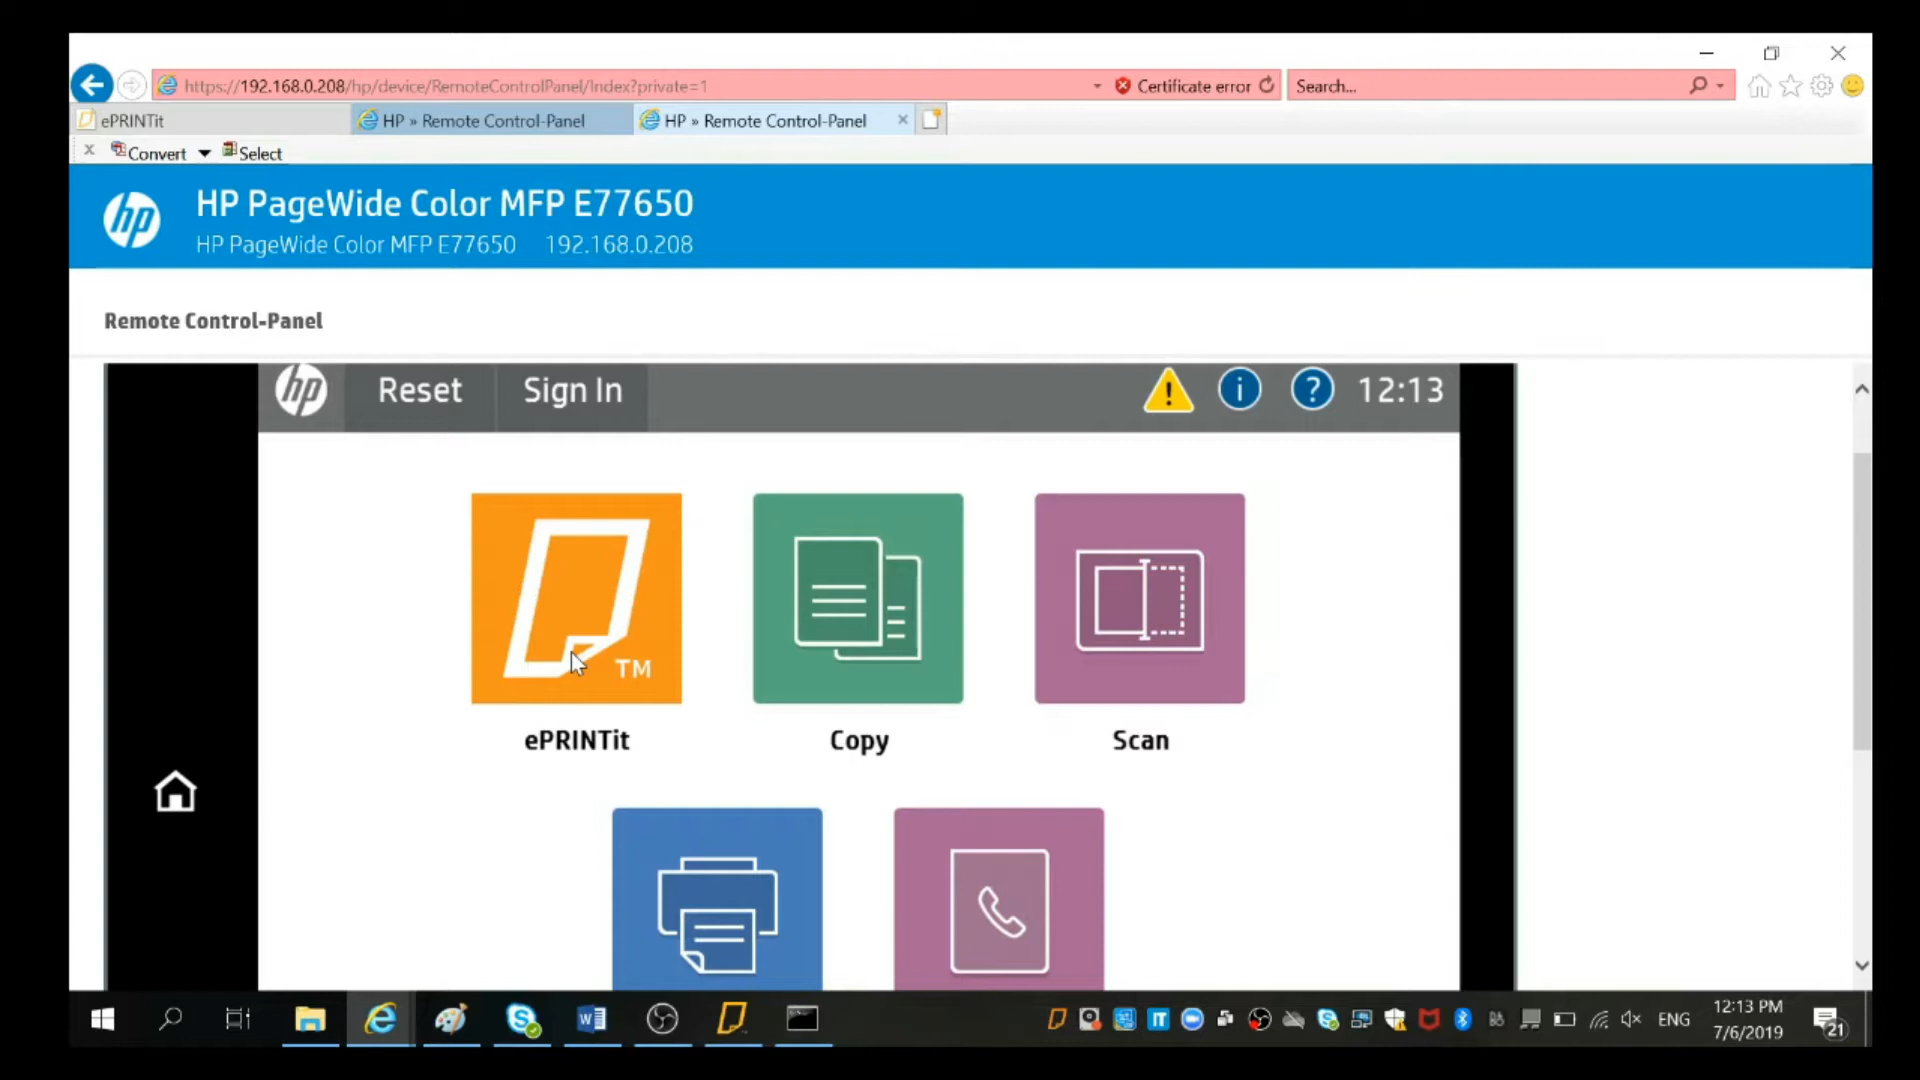 https://192.168.0.208/hp/device/RemoteControlPanel/Index?private=1
Certificate error
Search...
ePRINTit
HP » Remote Control-Panel
HP » Remote Control-Panel
x Convert Select
hp
HP PageWide Color MFP E77650
HP PageWide Color MFP E77650 192.168.0.208
Remote Control-Panel
hp Reset Sign In ! i ? 12:13
TM
ePRINTit
Copy
Scan
ENG
12:13 PM
7/6/2019
21